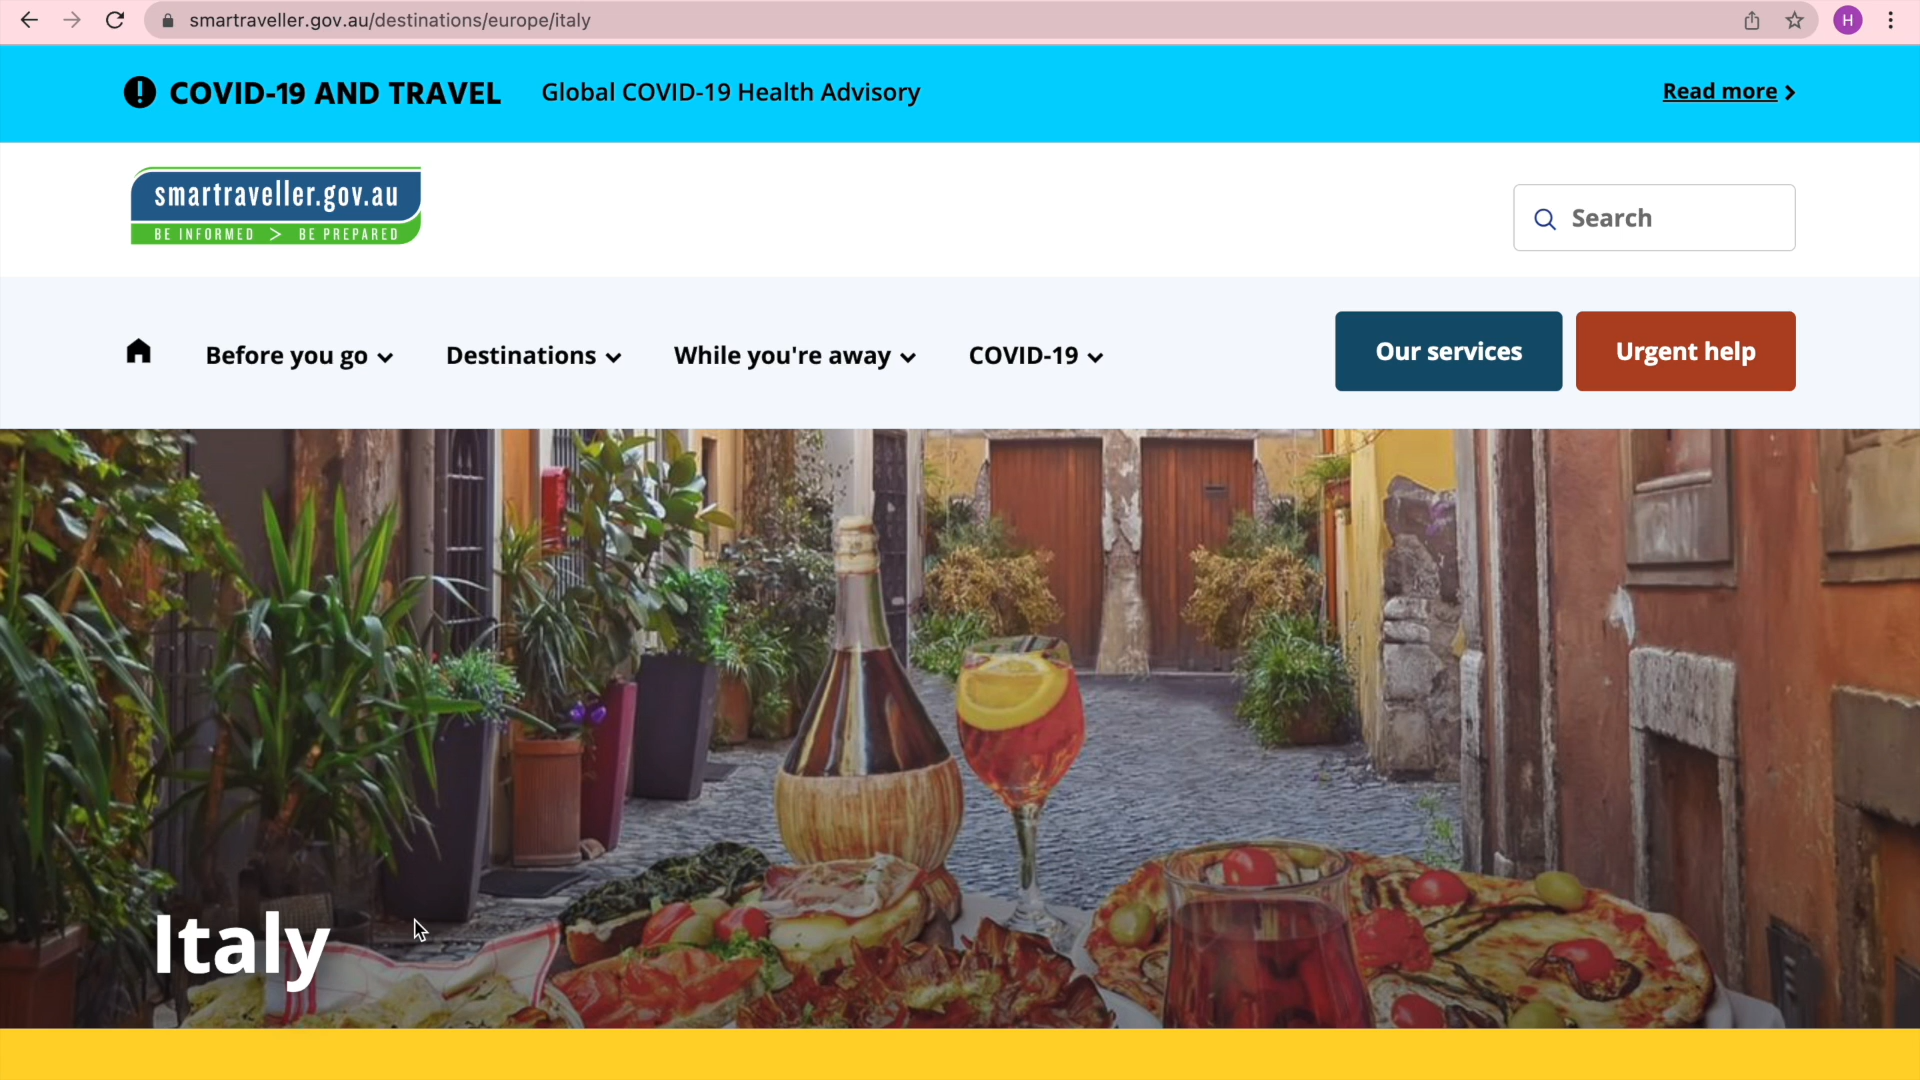 smartraveller.gov.au/destinations/europe/italy
H
COVID-19 AND TRAVEL Global COVID-19 Health Advisory Read more
smartraveller.gov.au
BE INFORMED > BE PREPARED
Search
Before you go Destinations While you're away COVID-19 Our services Urgent help
Italy